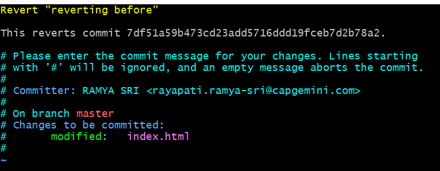 Revert "reverting before"
This reverts commit 7df51a59b473cd23add5716ddd19fceb7d2b78a2.
# Please enter the commit message for your changes. Lines starting
# with '#' will be ignored, and an empty message aborts the commit.
#
# Committer: RAMYA SRI <rayapati.ramya-sri@capgemini.com>
#
# On branch master
# Changes to be committed:
#       modified:   index.html
#
~